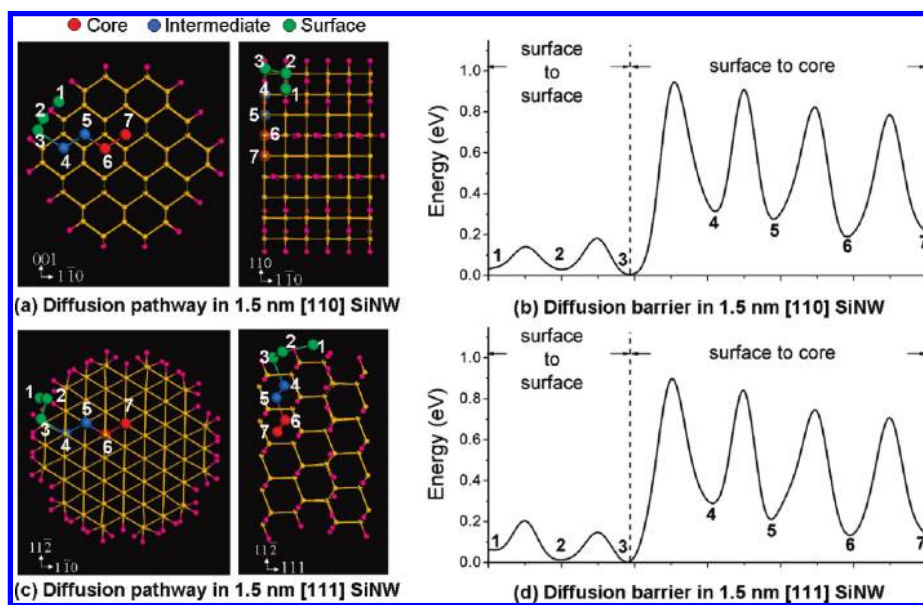 Core Intermediate Surface
1
2
3
4
5
6
7
001
11̄0
3 2
4 1
5
6
7
110
11̄0
(a) Diffusion pathway in 1.5 nm [110] SiNW
surface
to
surface
surface to core
Energy (eV)
1.0
0.8
0.6
0.4
0.2
0.0
1 2 3 4 5 6 7
(b) Diffusion barrier in 1.5 nm [110] SiNW
1 2
3
4
5
6
7
112̄
11̄0
3 2 1
4
5
6
7
112̄
111
(c) Diffusion pathway in 1.5 nm [111] SiNW
surface
to
surface
surface to core
Energy (eV)
1.0
0.8
0.6
0.4
0.2
0.0
1 2 3 4 5 6 7
(d) Diffusion barrier in 1.5 nm [111] SiNW